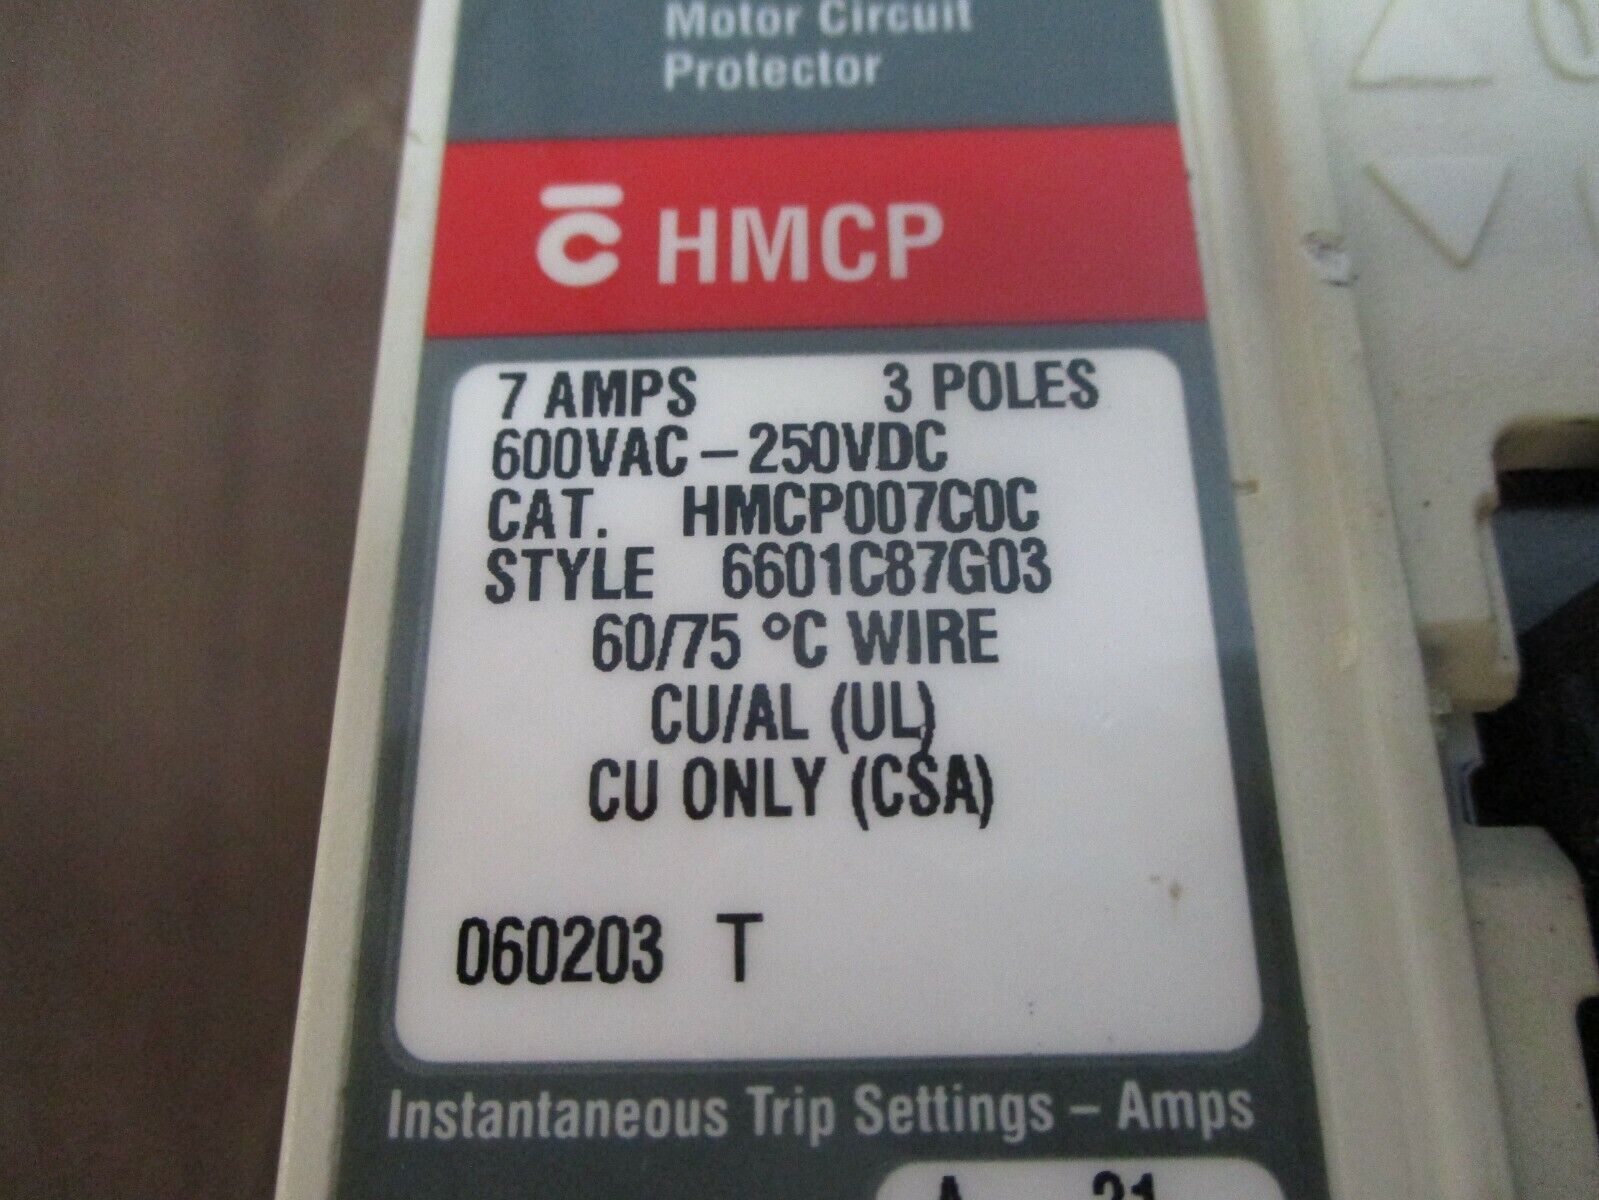 Motor Circuit
Protector
C HMCP
7 AMPS 3 POLES
600VAC – 250VDC
CAT. HMCP007C0C
STYLE 6601C87G03
60/75 °C WIRE
CU/AL (UL)
CU ONLY (CSA)
060203 T
Instantaneous Trip Settings – Amps
A 21